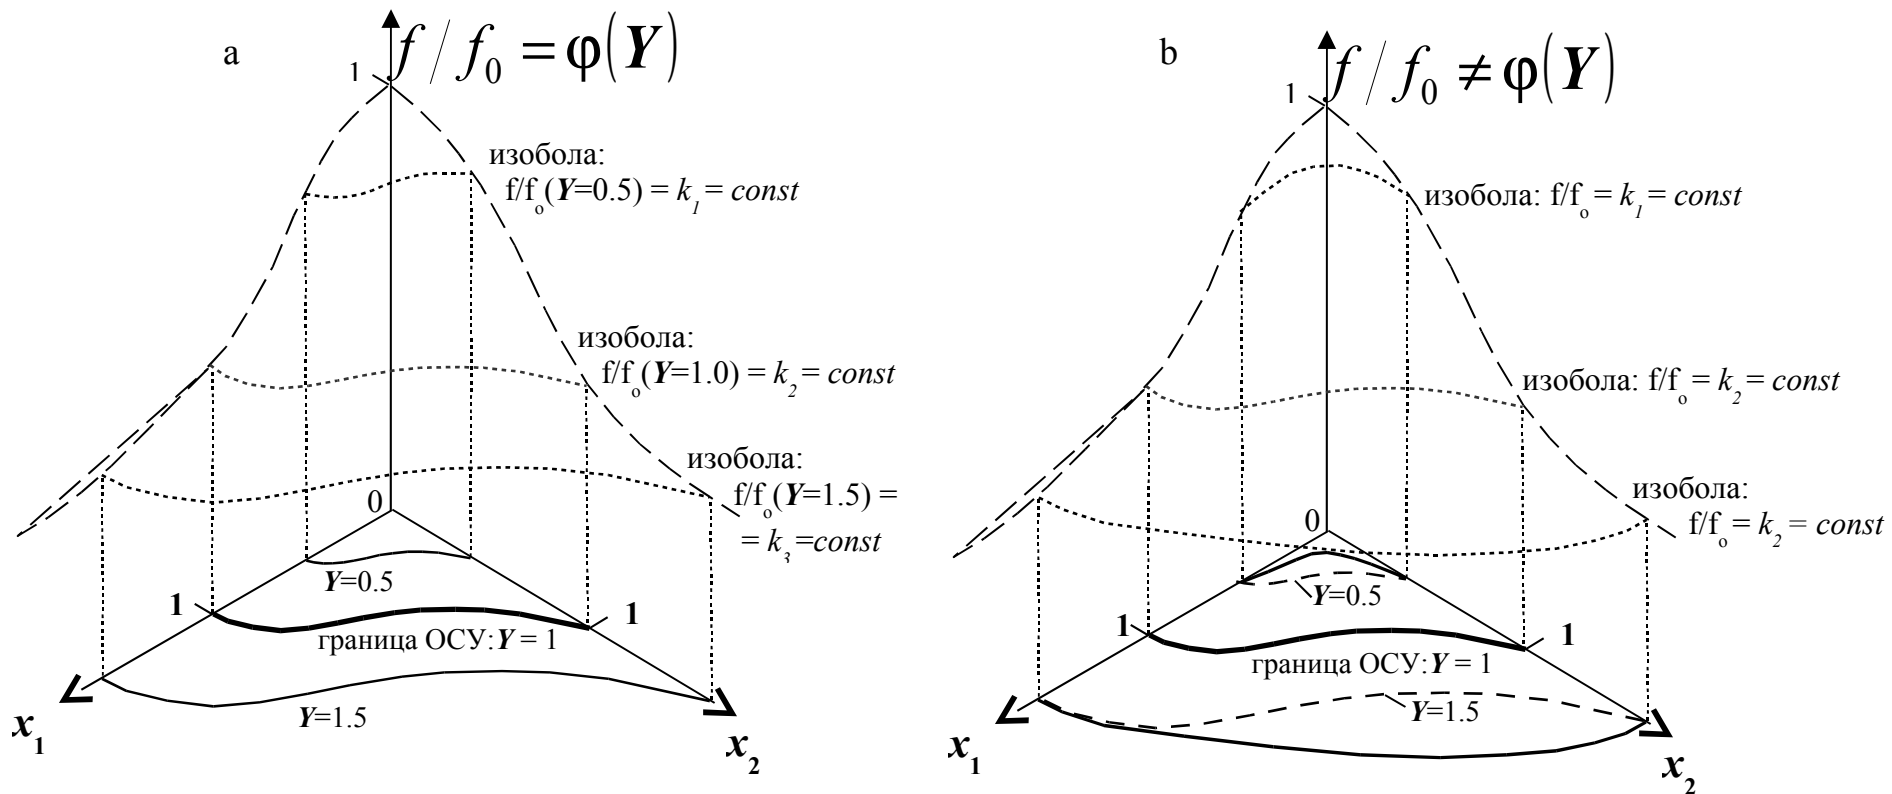 a
f / f₀ = φ(Y)
1
изобола:
f/fₒ(Y=0.5) = k₁ = const
изобола:
f/fₒ(Y=1.0) = k₂ = const
изобола:
f/fₒ(Y=1.5) =
= k₃ =const
0
Y=0.5
1
1
граница ОСУ: Y = 1
Y=1.5
x₁
x₂
b
f / f₀ ≠ φ(Y)
1
изобола: f/fₒ = k₁ = const
изобола: f/fₒ = k₂ = const
изобола:
f/fₒ = k₂ = const
0
Y=0.5
1
1
граница ОСУ: Y = 1
Y=1.5
x₁
x₂